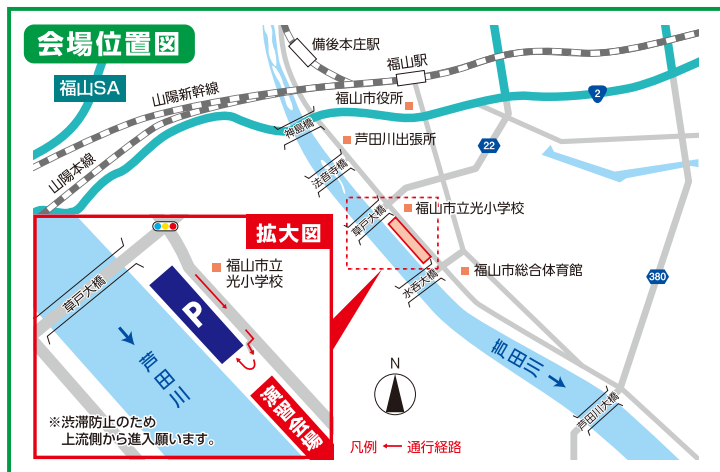 会場位置図
福山SA
備後本庄駅
福山駅
山陽新幹線
福山市役所
2
22
神島橋
芦田川出張所
山陽本線
法音寺橋
草戸大橋
福山市立光小学校
拡大図
福山市立
光小学校
草戸大橋
P
芦田川
演習会場
※渋滞防止のため
上流側から進入願います。
水呑大橋
福山市総合体育館
380
芦田川
芦田川大橋
N
凡例
通行経路